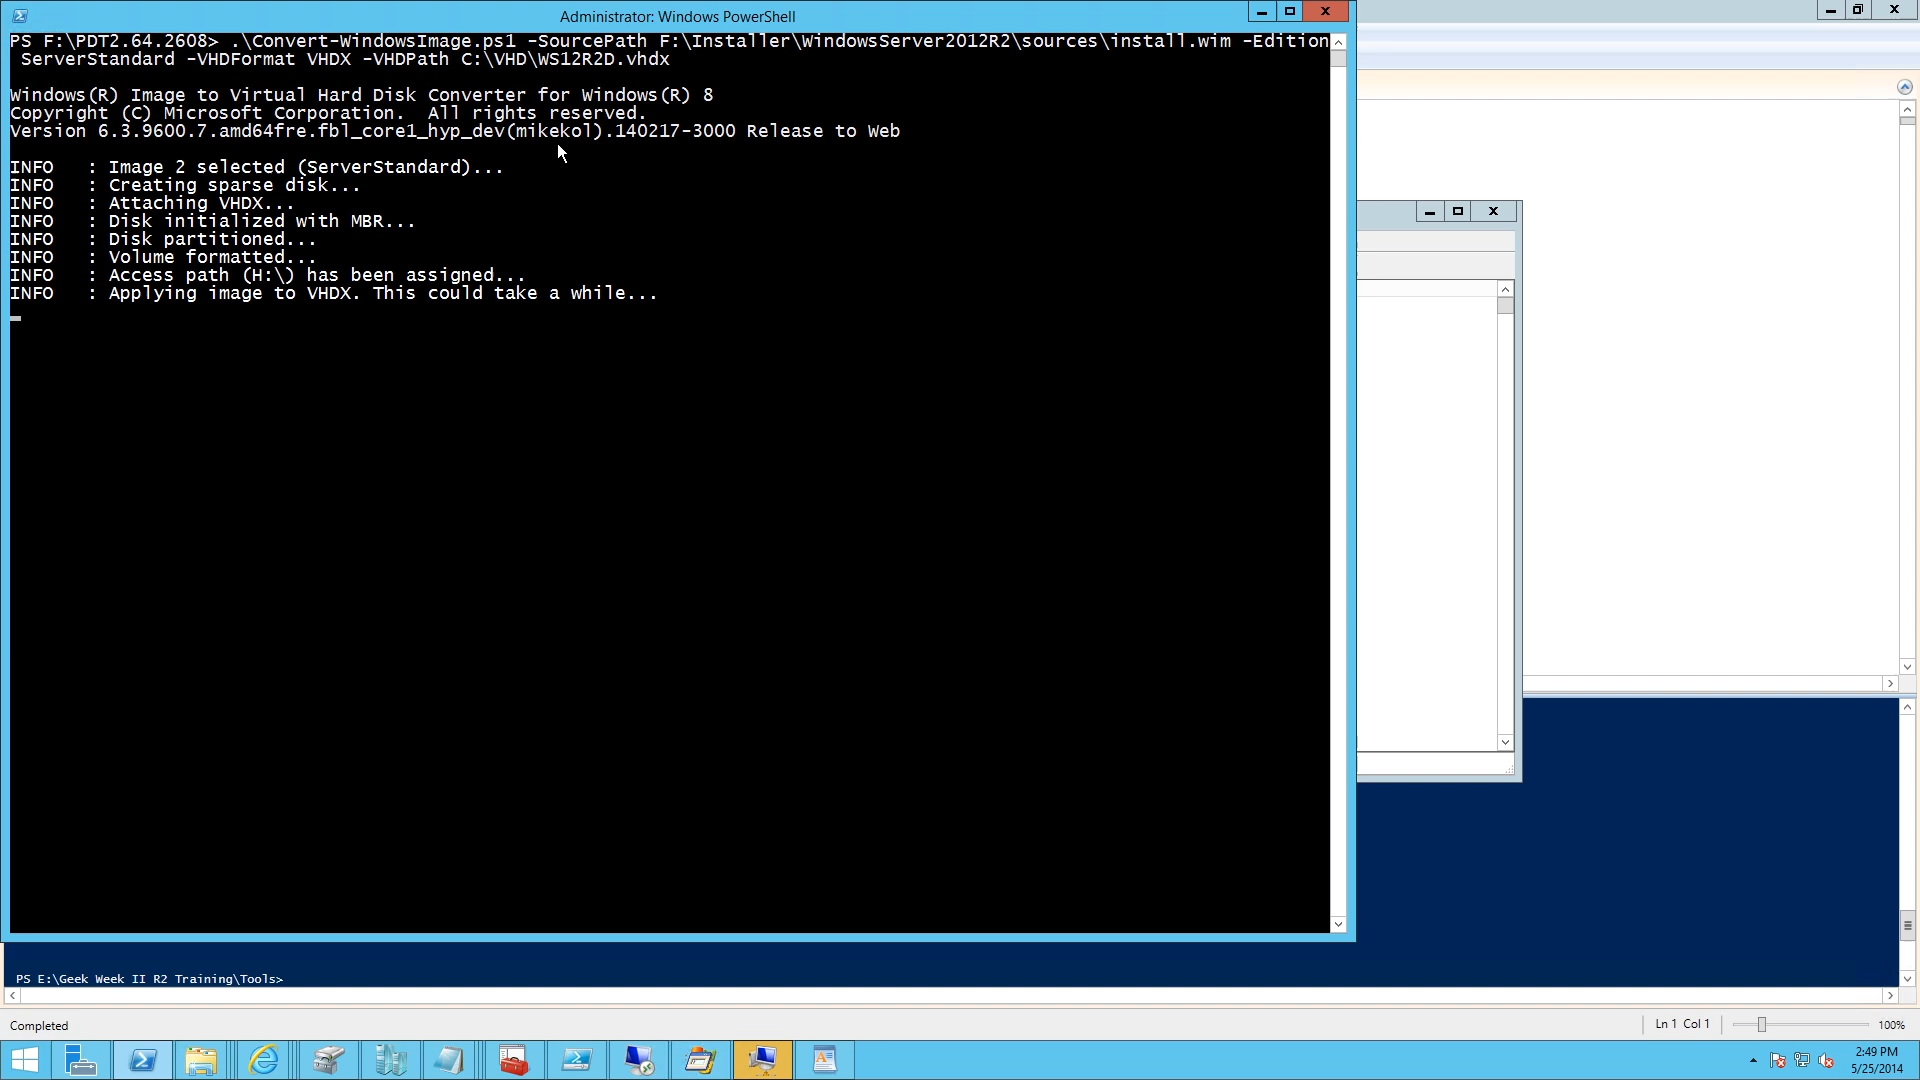 Administrator: Windows PowerShell
PS F:\PDT2.64.2608> .\Convert-WindowsImage.ps1 -SourcePath F:\Installer\WindowsServer2012R2\sources\install.wim -Edition
 ServerStandard -VHDFormat VHDX -VHDPath C:\VHD\WS12R2D.vhdx
Windows(R) Image to Virtual Hard Disk Converter for Windows(R) 8
Copyright (C) Microsoft Corporation.  All rights reserved.
Version 6.3.9600.7.amd64fre.fbl_core1_hyp_dev(mikekol).140217-3000 Release to Web
INFO   : Image 2 selected (ServerStandard)...
INFO   : Creating sparse disk...
INFO   : Attaching VHDX...
INFO   : Disk initialized with MBR...
INFO   : Disk partitioned...
INFO   : Volume formatted...
INFO   : Access path (H:\) has been assigned...
INFO   : Applying image to VHDX. This could take a while...
PS E:\Geek Week II R2 Training\Tools>
Completed
Ln 1 Col 1
100%
2:49 PM
5/25/2014